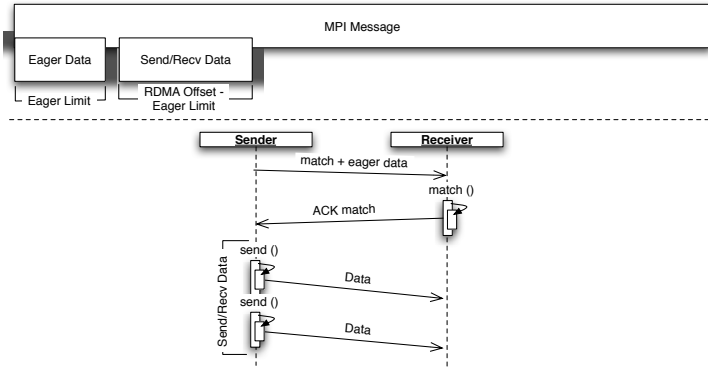 MPI Message
Eager Data
Send/Recv Data
Eager Limit
RDMA Offset -
Eager Limit
Sender
Receiver
match + eager data
match ()
ACK match
Send/Recv Data
send ()
Data
send ()
Data